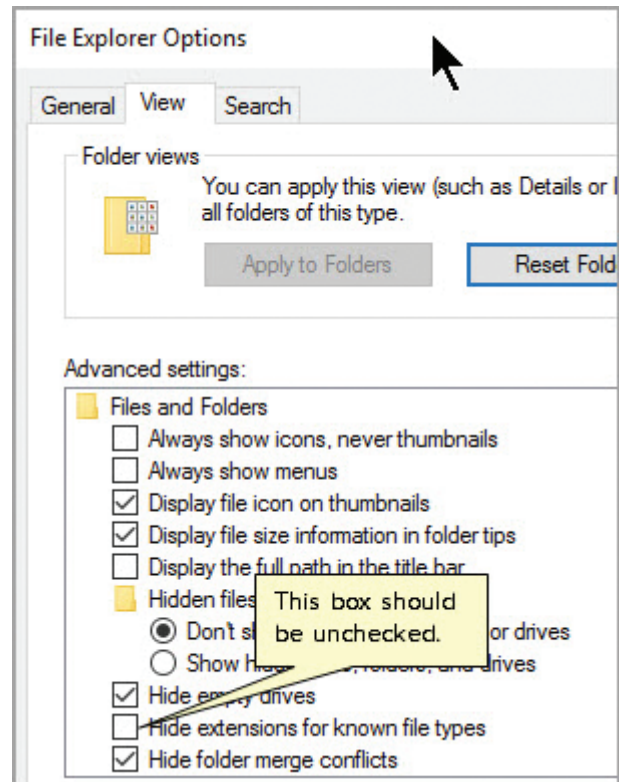 File Explorer Options
General View Search
Folder views
You can apply this view (such as Details or
all folders of this type.
Apply to Folders Reset Fold
Advanced settings:
Files and Folders
Always show icons, never thumbnails
Always show menus
Display file icon on thumbnails
Display file size information in folder tips
Display the full path in the title bar
Hidden files
This box should
be unchecked.
Don't or drives
Show and drives
Hide empty drives
Hide extensions for known file types
Hide folder merge conflicts